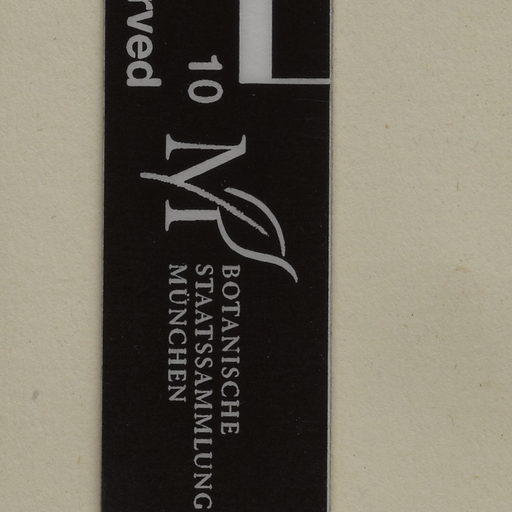 rved
10
BOTANISCHE
STAATSSAMMLUNG
MÜNCHEN